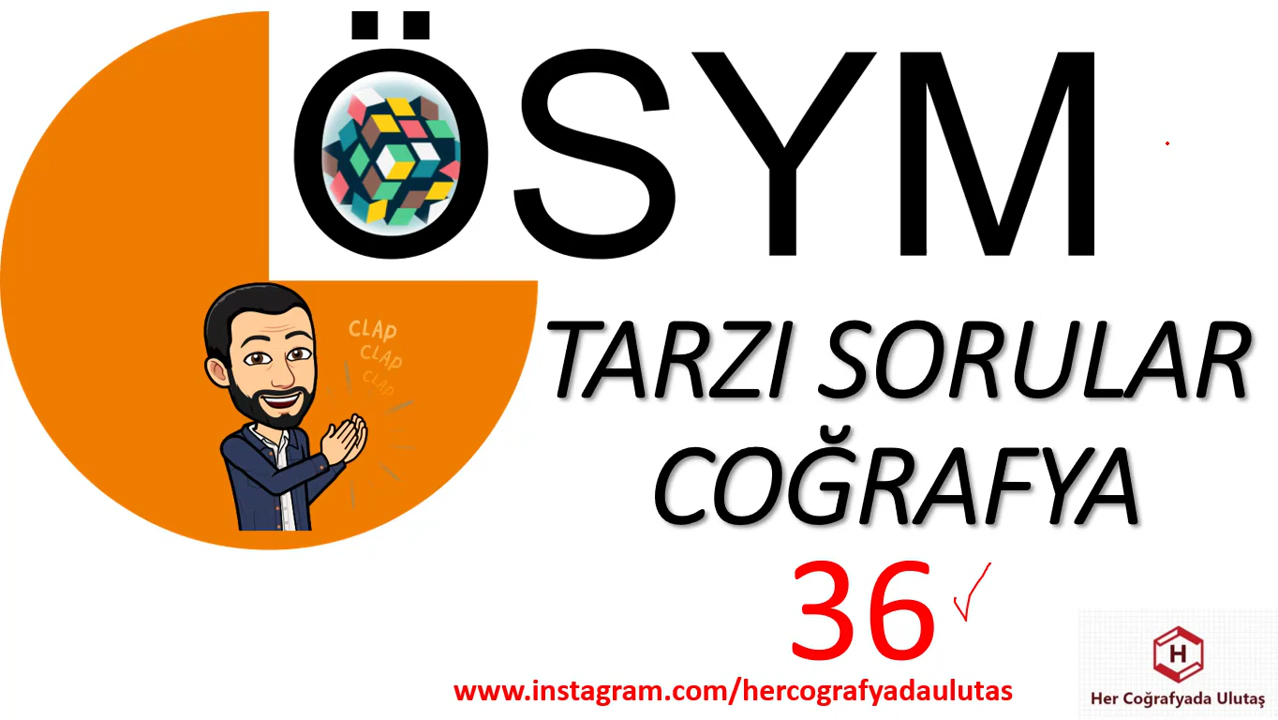 ÖSYM
CLAP
CLAP
CLAP
TARZI SORULAR
COĞRAFYA
36
www.instagram.com/hercografyadaulutas
H
Her Coğrafyada Ulutaş